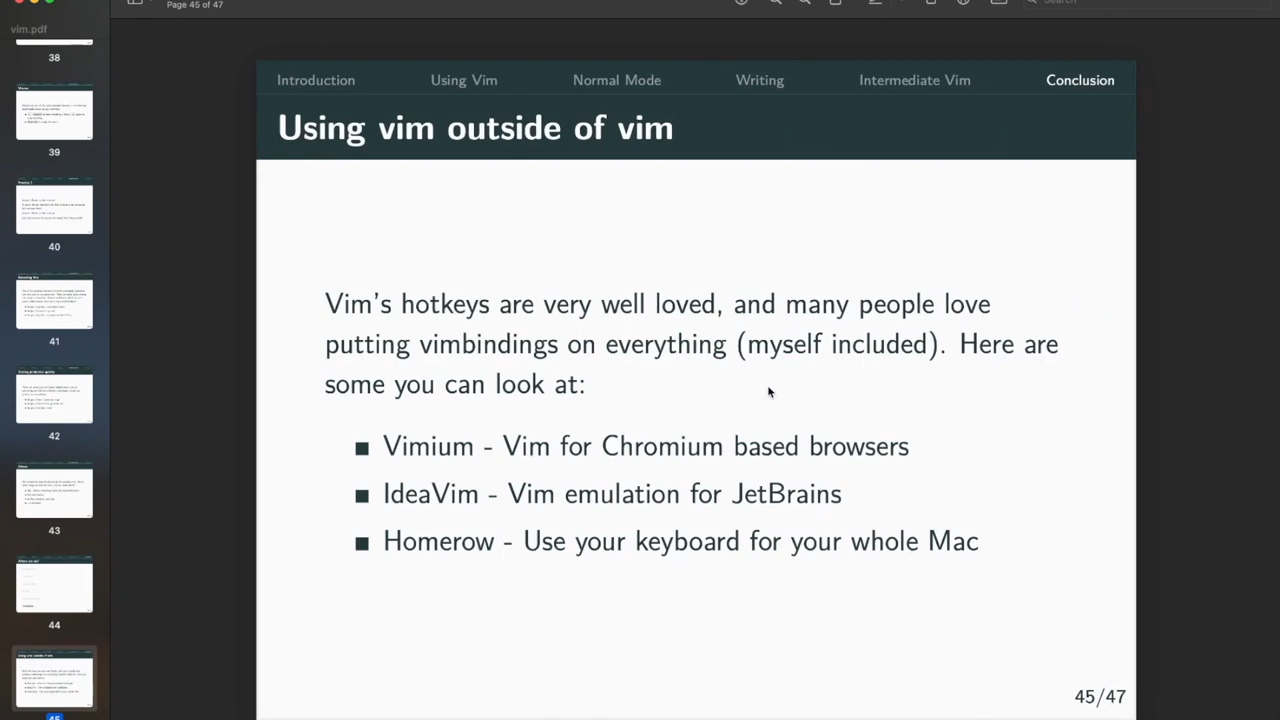 Page 45 of 47
Search
vim.pdf
38
39
40
41
42
43
44
45
Introduction
Using Vim
Normal Mode
Writing
Intermediate Vim
Conclusion
Using vim outside of vim
Vim's hotkeys are very well loved, and many people love
putting vimbindings on everything (myself included). Here are
some you can look at:
■ Vimium - Vim for Chromium based browsers
■ IdeaVim - Vim emulation for JetBrains
■ Homerow - Use your keyboard for your whole Mac
45/47